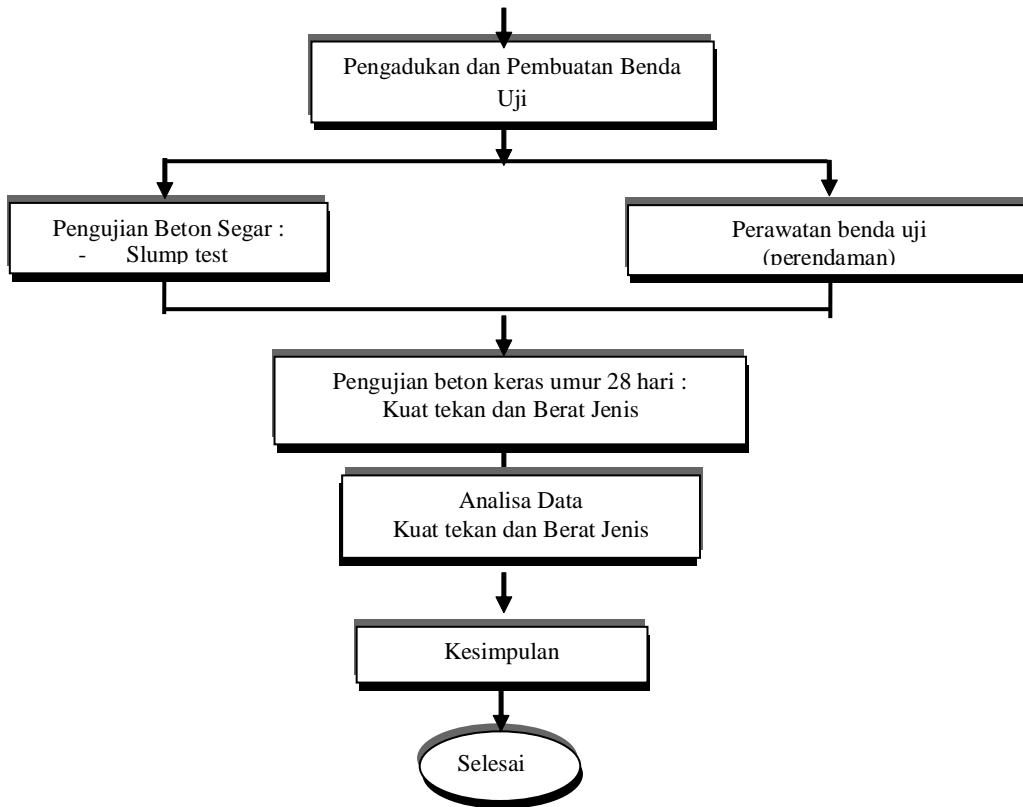 Pengadukan dan Pembuatan Benda
Uji
Pengujian Beton Segar :
- Slump test
Perawatan benda uji
(perendaman)
Pengujian beton keras umur 28 hari :
Kuat tekan dan Berat Jenis
Analisa Data
Kuat tekan dan Berat Jenis
Kesimpulan
Selesai